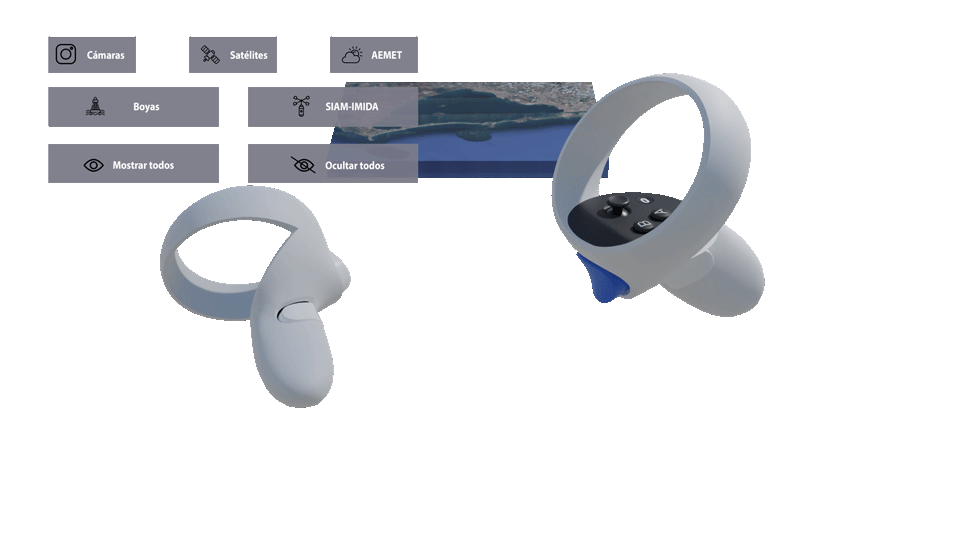 Cámaras
Satélites
AEMET
Boyas
SIAM-IMIDA
Mostrar todos
Ocultar todos
A
B